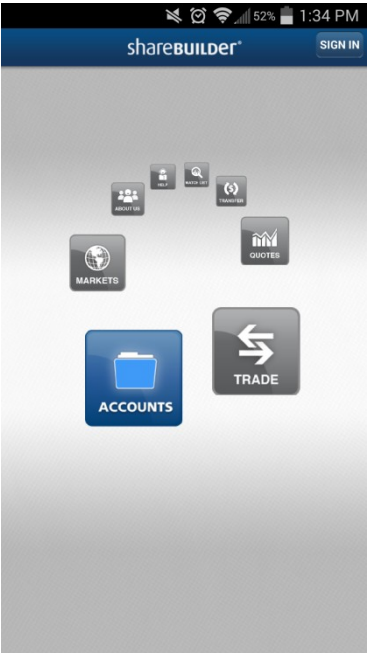 52% 1:34 PM
shareBUILDER®
SIGN IN
HELP
WATCH LIST
ABOUT US
TRANSFER
MARKETS
QUOTES
TRADE
ACCOUNTS